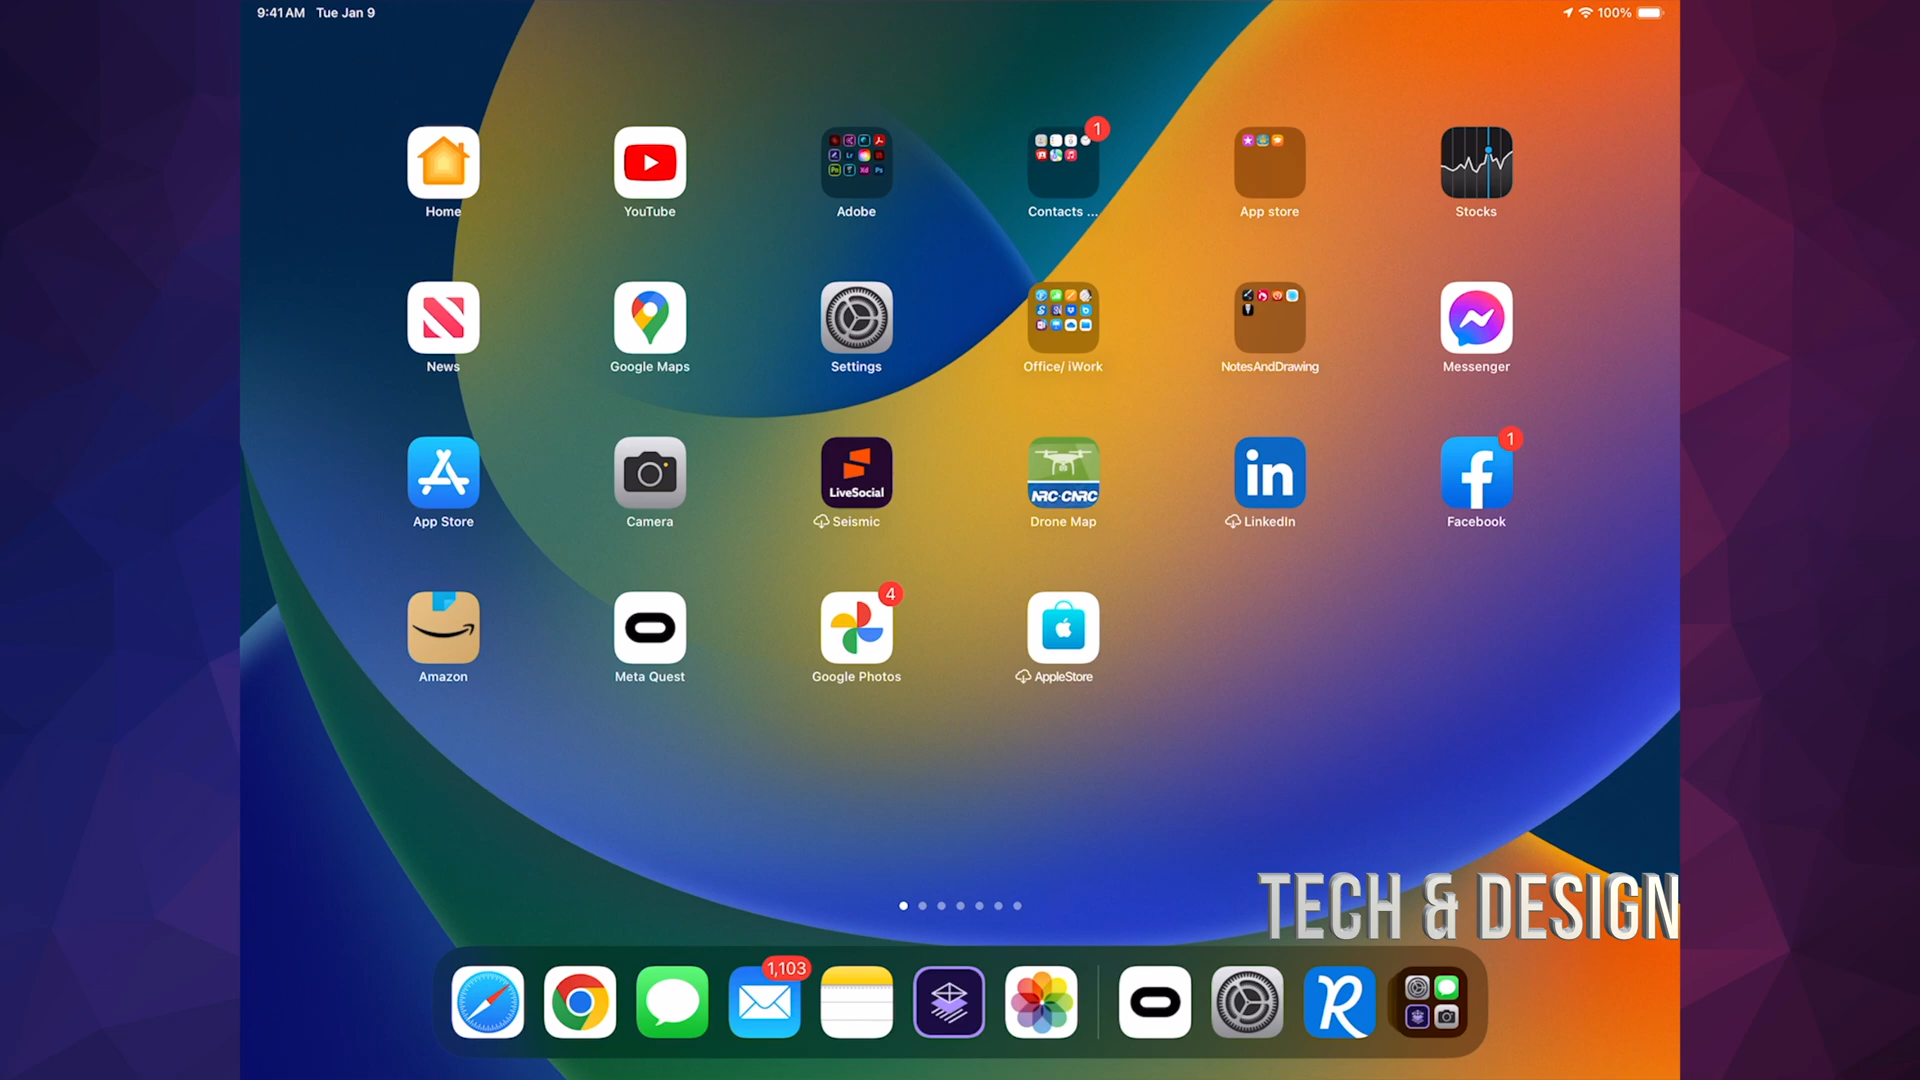 9:41 AM Tue Jan 9
100%
1
Home
YouTube
Adobe
Contacts ...
App store
Stocks
News
Google Maps
Settings
Office/ iWork
NotesAndDrawing
Messenger
1
LiveSocial
NRC-CNRC
in
App Store
Camera
Seismic
Drone Map
LinkedIn
Facebook
4
Amazon
Meta Quest
Google Photos
AppleStore
TECH & DESIGN
1,103
R